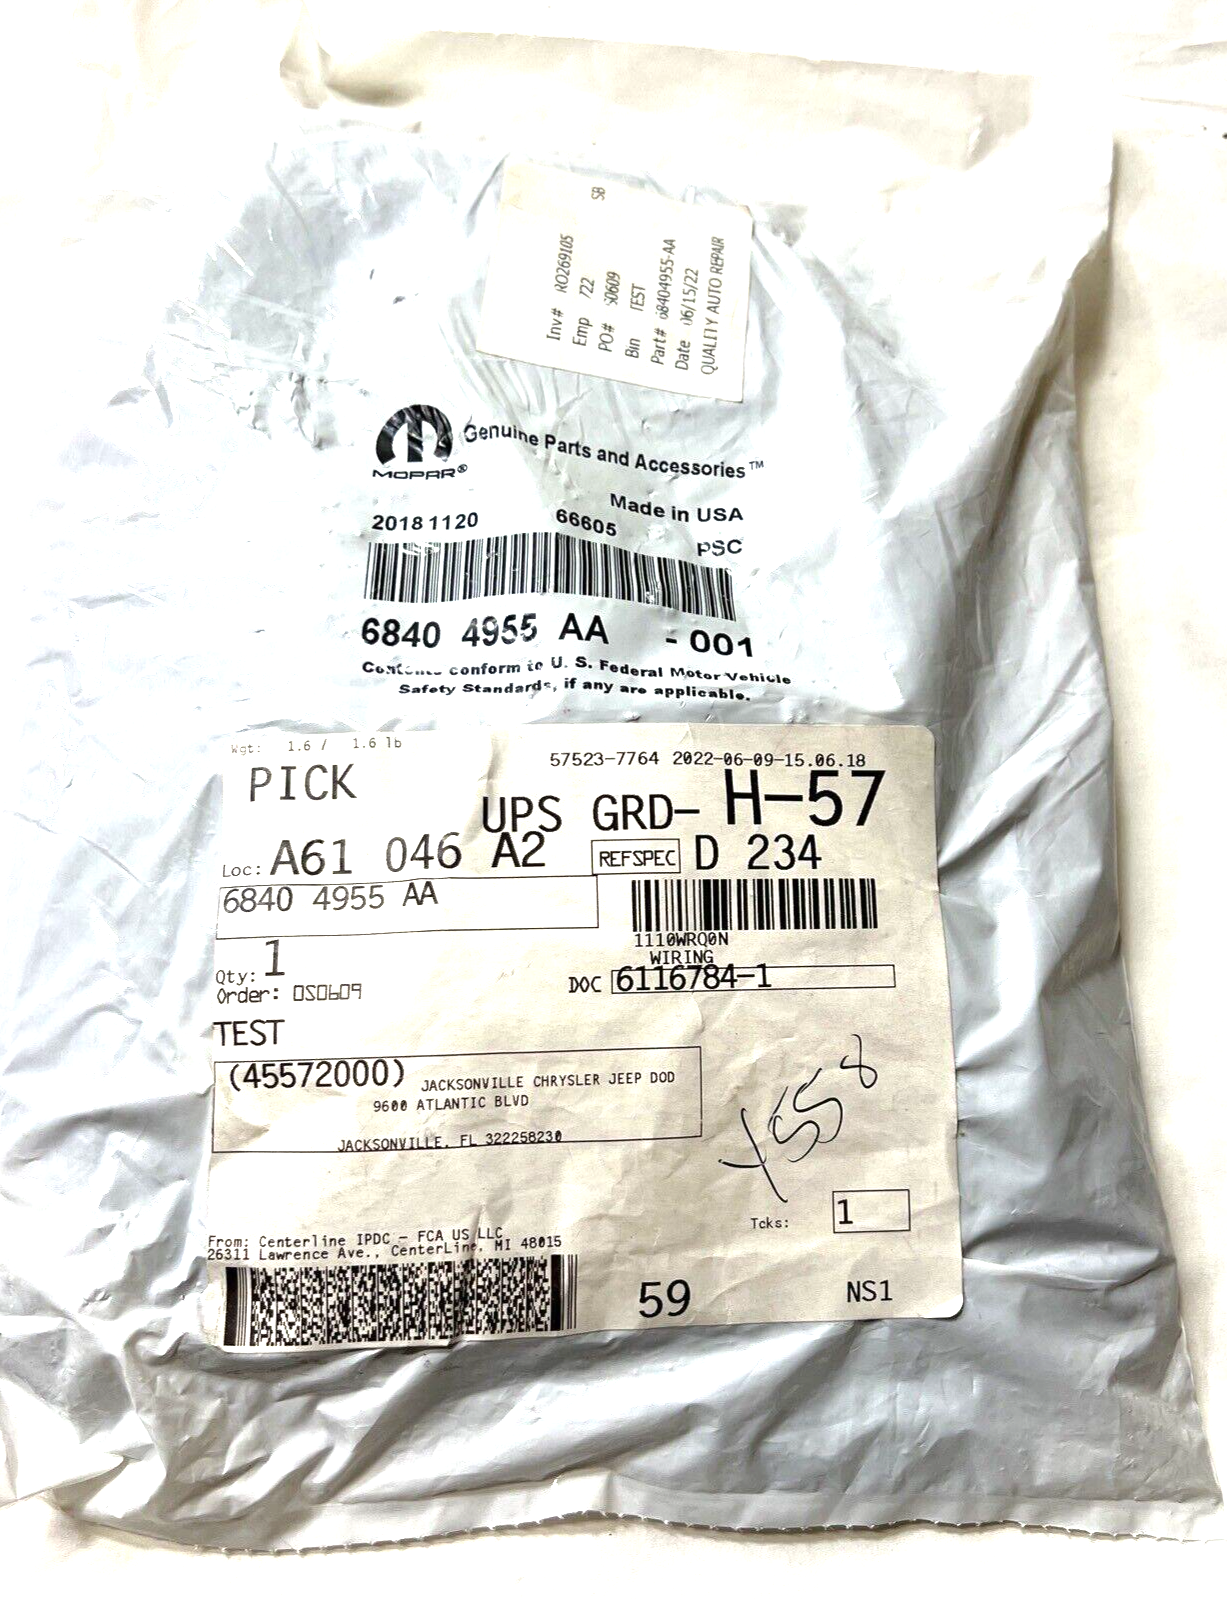 SB
Inv# RO269105
Emp 722
PO# S0609
Bin TEST
Part# 68404955-AA
Date 06/15/22
QUALITY AUTO REPAIR
MOPAR® Genuine Parts and Accessories™
Made in USA
20181120 66605 PSC
6840 4955 AA - 001
Contents conform to U. S. Federal Motor Vehicle
Safety Standards, if any are applicable.
Wgt: 1.6 / 1.6 lb
57523-7764 2022-06-09-15.06.18
PICK
UPS GRD- H-57
Loc: A61 046 A2 REFSPEC D 234
6840 4955 AA
1110WRQ0N
WIRING
Qty: 1
DOC 6116784-1
Order: 0S0609
TEST
(45572000) JACKSONVILLE CHRYSLER JEEP DOD
9600 ATLANTIC BLVD
JACKSONVILLE, FL 322258230
4558
Tcks: 1
From: Centerline IPDC - FCA US LLC
26311 Lawrence Ave., CenterLine, MI 48015
59 NS1